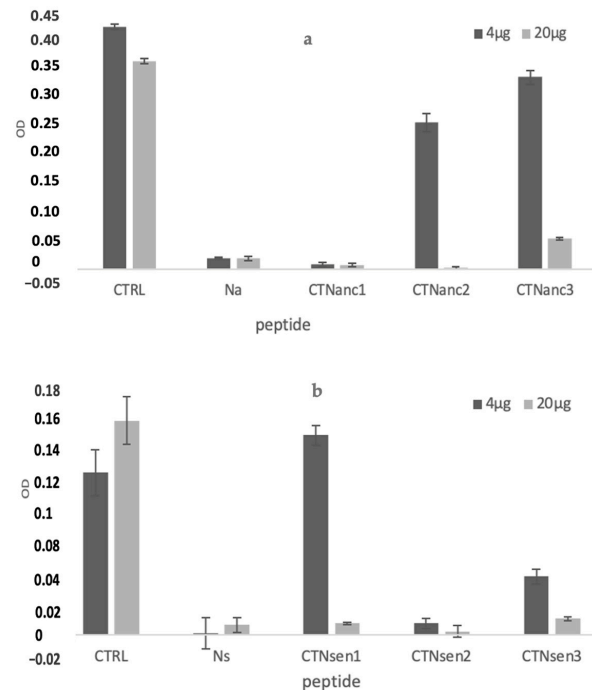 0.45
0.40
0.35
0.30
0.25
0.20
0.15
0.10
0.05
0
−0.05
OD
a
4µg 20µg
CTRL Na CTNanc1 CTNanc2 CTNanc3
peptide
0.18
0.16
0.14
0.12
0.1
0.08
0.04
0.02
0
−0.02
OD
b
4µg 20µg
CTRL Ns CTNsen1 CTNsen2 CTNsen3
peptide